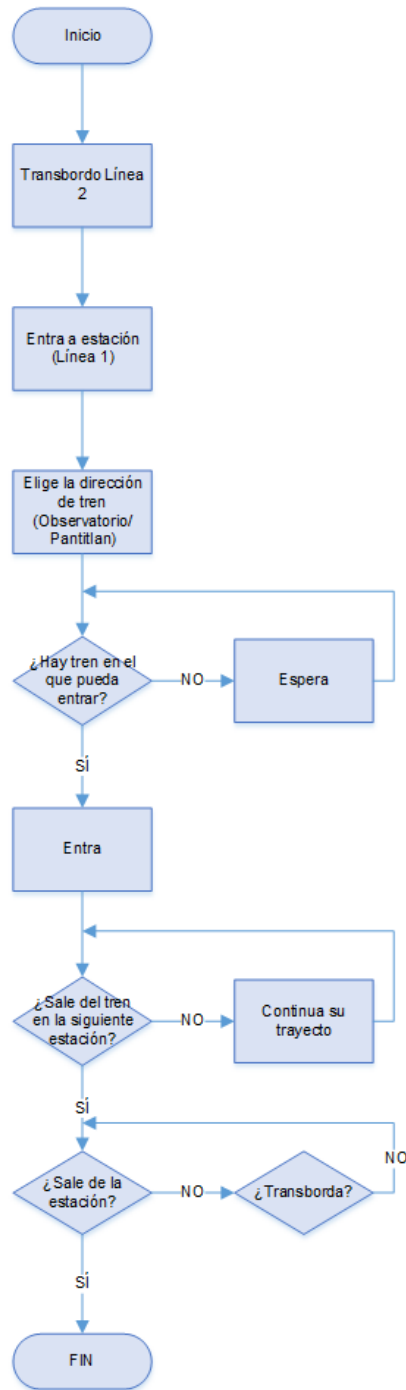 Inicio
Transbordo Línea
2
Entra a estación
(Línea 1)
Elige la dirección
de tren
(Observatorio/
Pantitlan)
¿Hay tren en el
que pueda
entrar?
NO
Espera
SÍ
Entra
¿Sale del tren
en la siguiente
estación?
NO
Continua su
trayecto
SÍ
¿Sale de la
estación?
NO
¿Transborda?
NO
SÍ
FIN